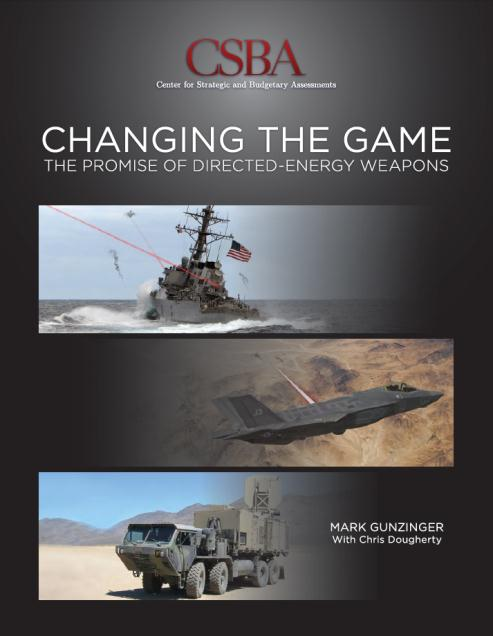 CSBA
Center for Strategic and Budgetary Assessments
CHANGING THE GAME
THE PROMISE OF DIRECTED-ENERGY WEAPONS
MARK GUNZINGER
With Chris Dougherty